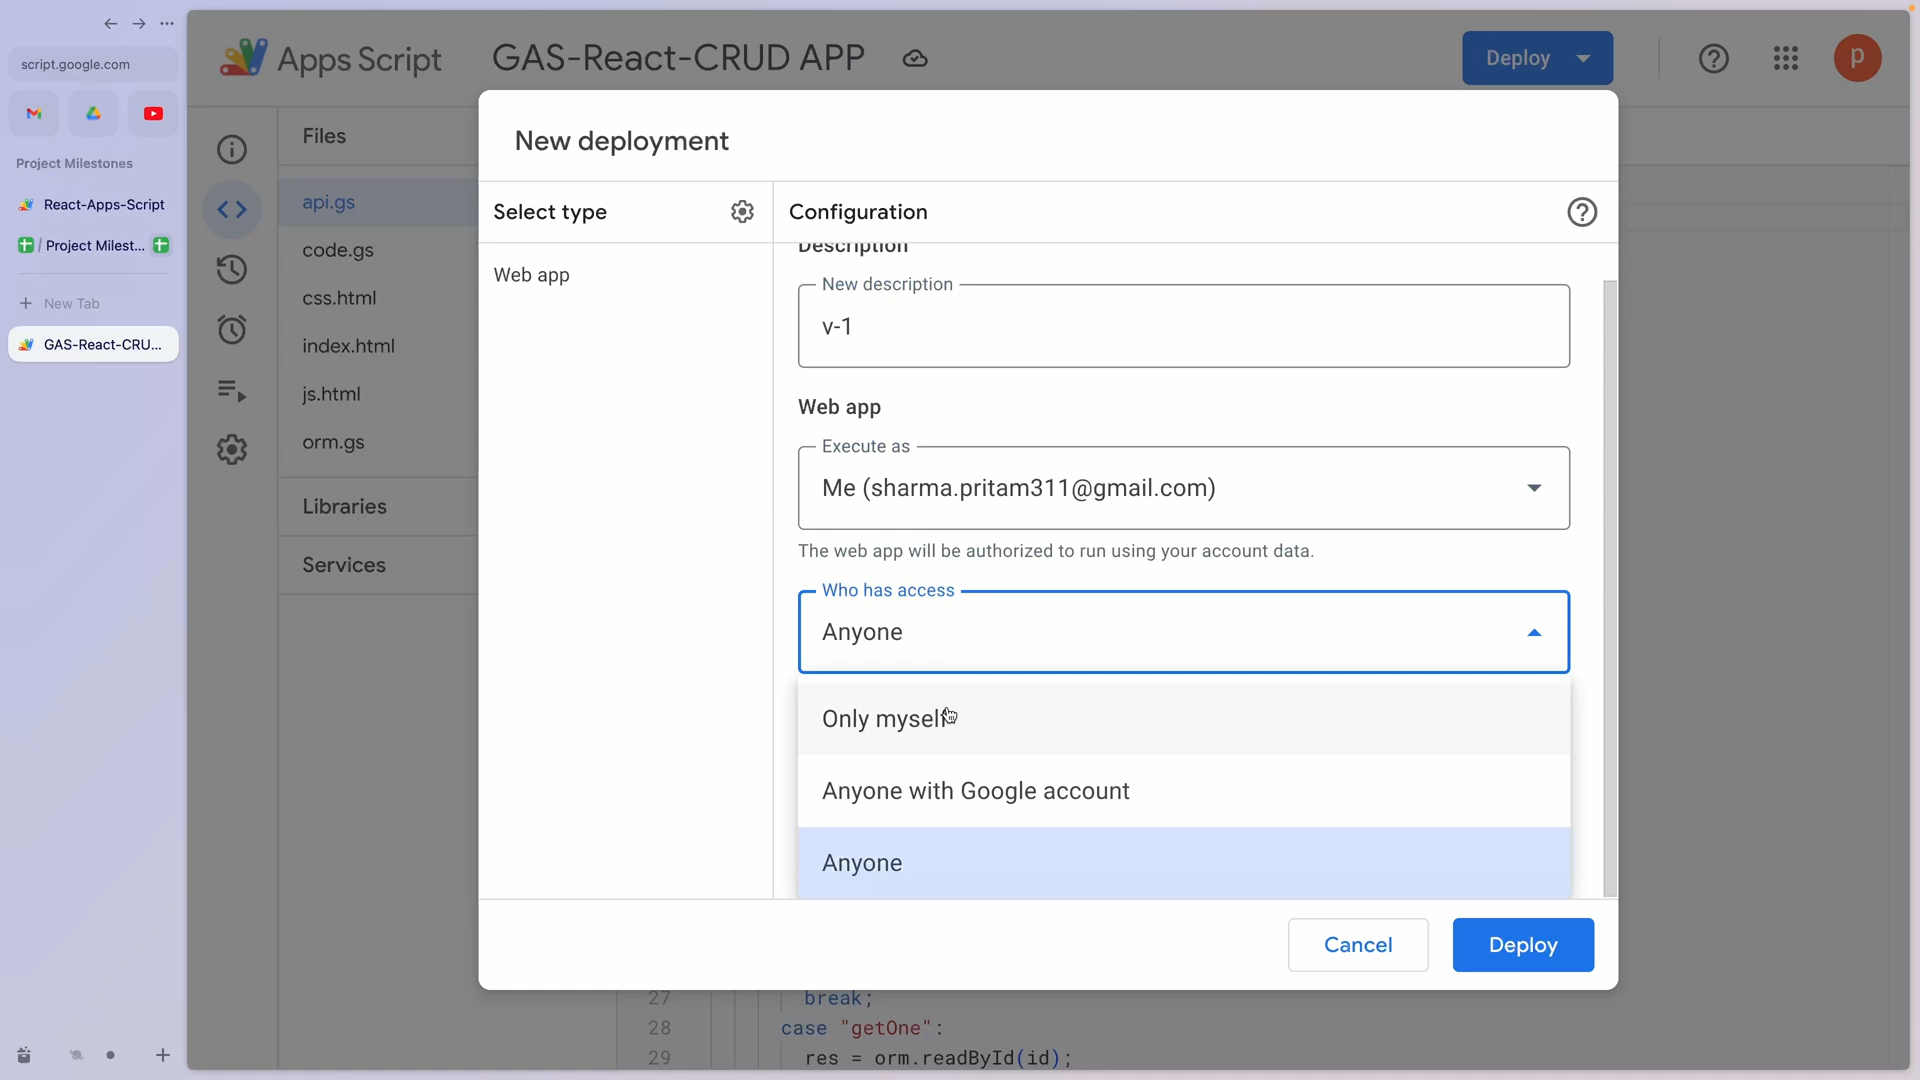 script.google.com
Project Milestones
React-Apps-Script
/ Project Milest...
New Tab
GAS-React-CRU...
Apps Script
GAS-React-CRUD APP
Deploy
p
Files
api.gs
code.gs
css.html
index.html
js.html
orm.gs
Libraries
Services
New deployment
Select type
Configuration
Web app
Description
New description
v-1
Web app
Execute as
Me (sharma.pritam311@gmail.com)
The web app will be authorized to run using your account data.
Who has access
Anyone
Only myself
Anyone with Google account
Anyone
Cancel
Deploy
27 break;
28 case "getOne":
29 res = orm.readById(id);